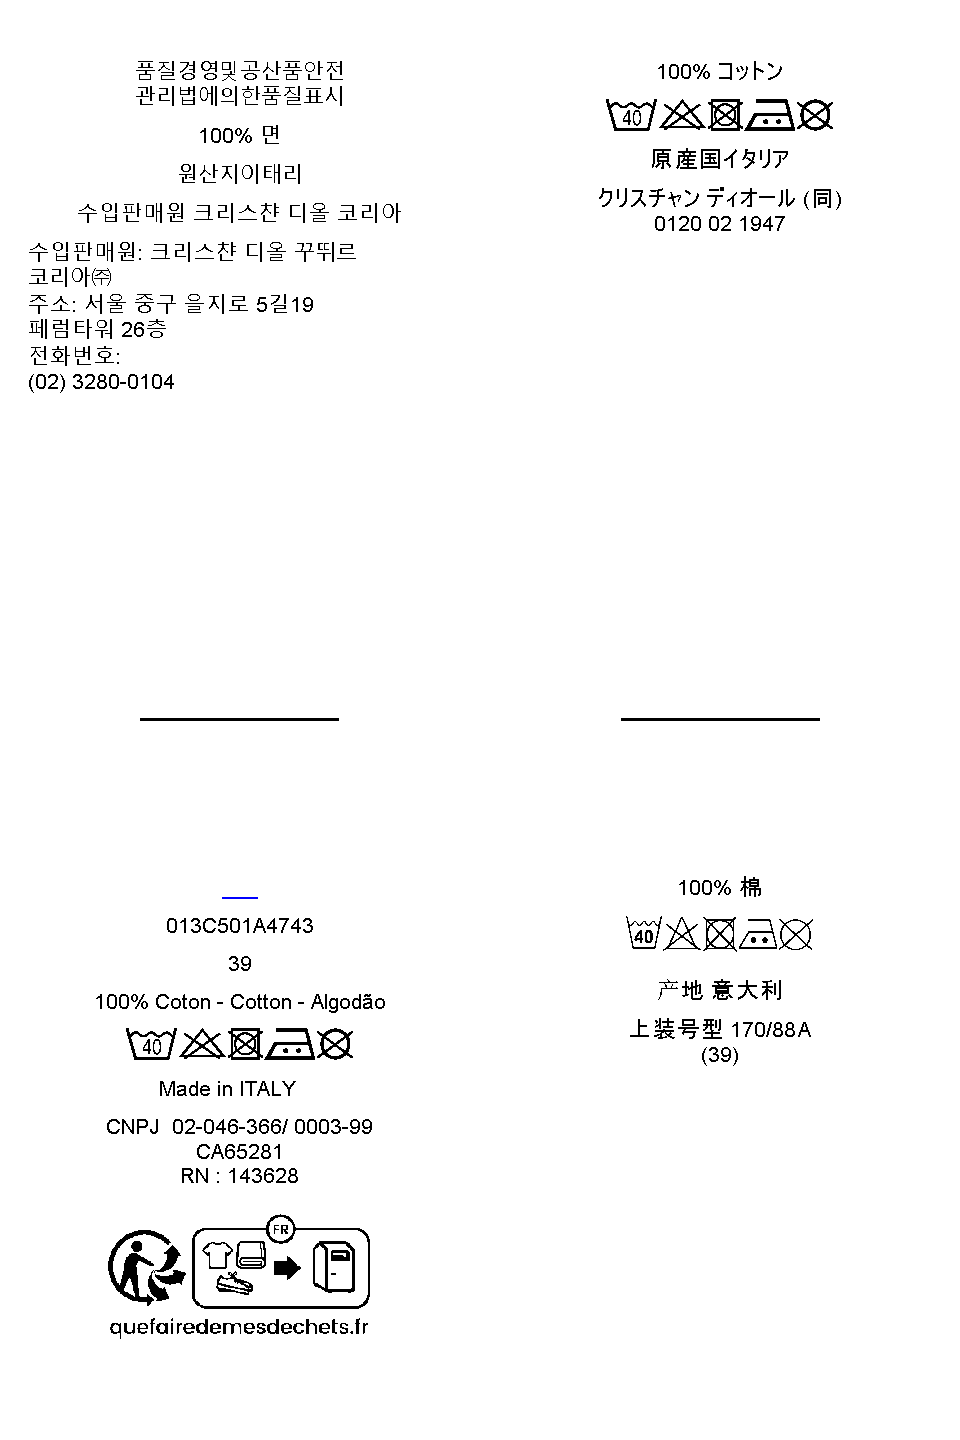 품질경영및공산품안전
관리법에의한품질표시
100% 면
원산지이태리
수입판매원 크리스챤 디올 코리아
수입판매원: 크리스챤 디올 꾸뛰르
코리아㈜
주소: 서울 중구 을지로 5길19
페럼타워 26층
전화번호:
(02) 3280-0104
100% コットン
40
原産国イタリア
クリスチャン ディオール (同)
0120 02 1947
013C501A4743
39
100% Coton - Cotton - Algodão
40
Made in ITALY
CNPJ 02-046-366/ 0003-99
CA65281
RN : 143628
FR
quefairedemesdechets.fr
100% 棉
40
产地 意大利
上装号型 170/88A
(39)